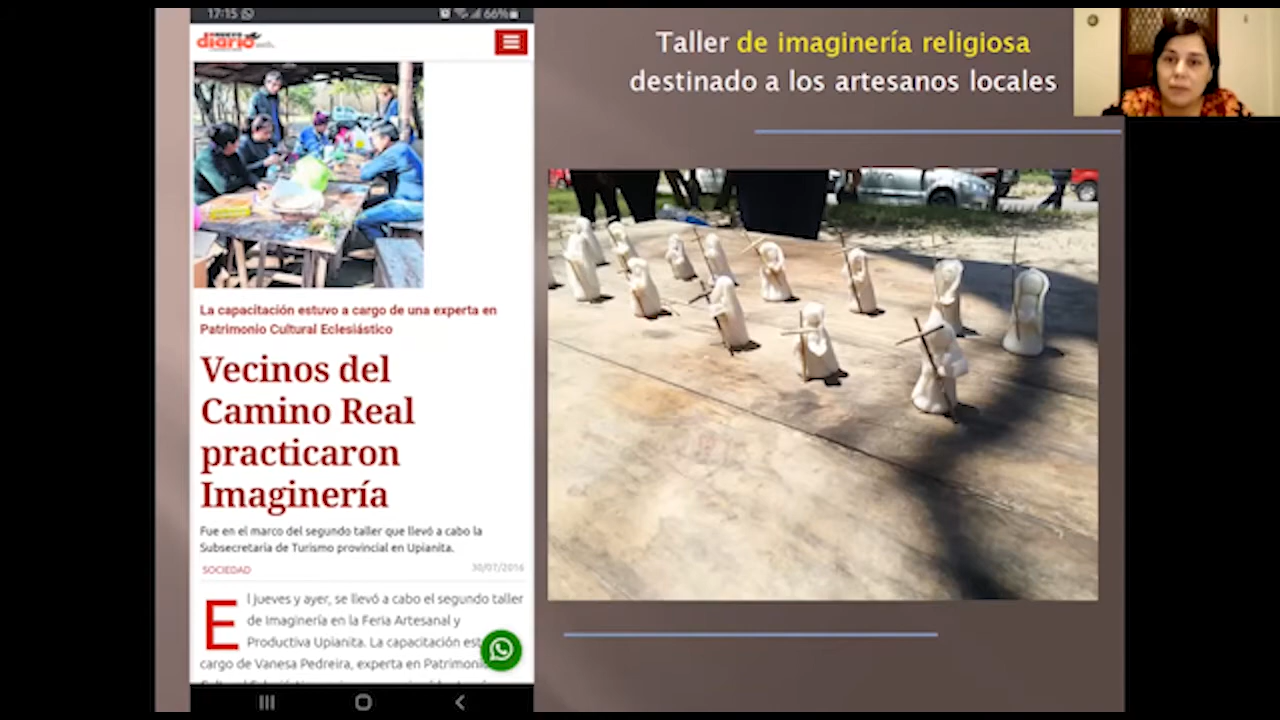 17:15
66%
diario
La capacitación estuvo a cargo de una experta en
Patrimonio Cultural Eclesiástico
Vecinos del
Camino Real
practicaron
Imaginería
Fue en el marco del segundo taller que llevó a cabo la
Subsecretaría de Turismo provincial en Upianita.
SOCIEDAD
30/07/2016
El jueves y ayer, se llevó a cabo el segundo taller
de Imaginería en la Feria Artesanal y
Productiva Upianita. La capacitación
cargo de Vanesa Pedreira, experta en
Taller de imaginería religiosa
destinado a los artesanos locales